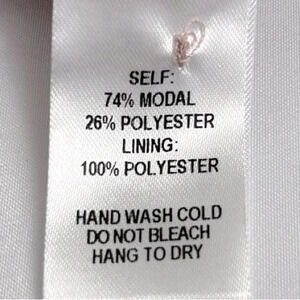 SELF:
74% MODAL
26% POLYESTER
LINING:
100% POLYESTER
HAND WASH COLD
DO NOT BLEACH
HANG TO DRY